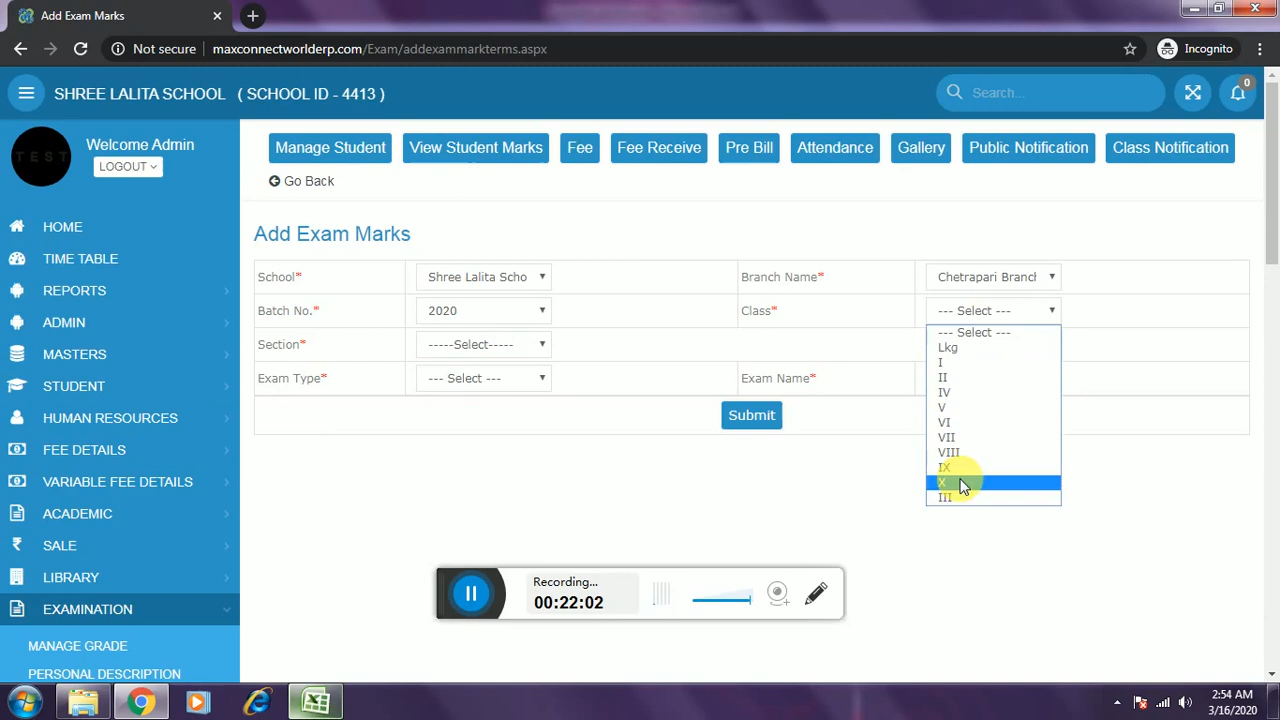 Add Exam Marks
Not secure maxconnectworlderp.com/Exam/addexammarkterms.aspx
Incognito
SHREE LALITA SCHOOL ( SCHOOL ID - 4413 )
Search...
0
TEST
Welcome Admin
LOGOUT
Manage Student
View Student Marks
Fee
Fee Receive
Pre Bill
Attendance
Gallery
Public Notification
Class Notification
Go Back
HOME
TIME TABLE
REPORTS
ADMIN
MASTERS
STUDENT
HUMAN RESOURCES
FEE DETAILS
VARIABLE FEE DETAILS
ACADEMIC
SALE
LIBRARY
EXAMINATION
MANAGE GRADE
PERSONAL DESCRIPTION
Add Exam Marks
School* Shree Lalita Scho Branch Name* Chetrapari Branch
Batch No.* 2020 Class* --- Select ---
Section* -----Select-----
Exam Type* --- Select --- Exam Name*
Submit
--- Select ---
Lkg
I
II
IV
V
VI
VII
VIII
IX
X
III
Recording...
00:22:02
2:54 AM
3/16/2020